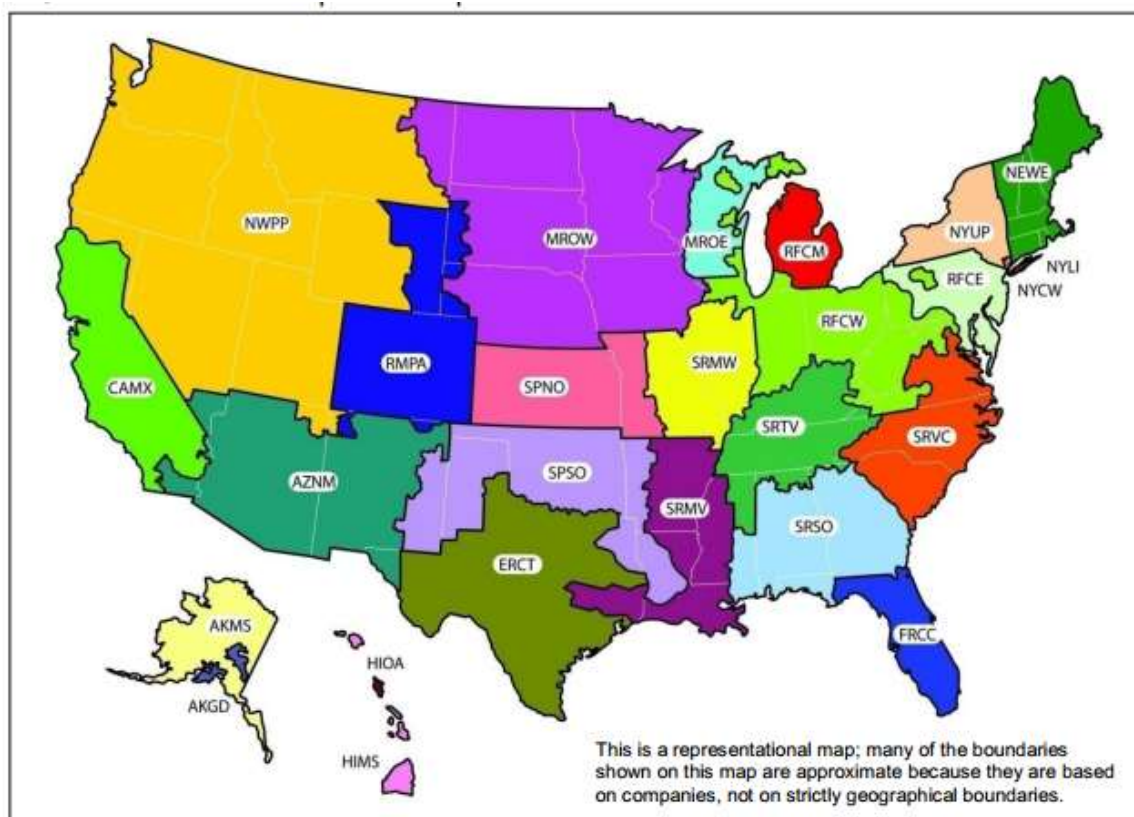 NEWE
NWPP
NYUP
MROW
MROE
RFCM
NYLI
RFCE
NYCW
RFCW
RMPA
SRMW
CAMX
SPNO
SRTV
SRVC
SPSO
AZNM
SRMV
SRSO
ERCT
AKMS
FRCC
HIOA
AKGD
HIMS
This is a representational map; many of the boundaries
shown on this map are approximate because they are based
on companies, not on strictly geographical boundaries.